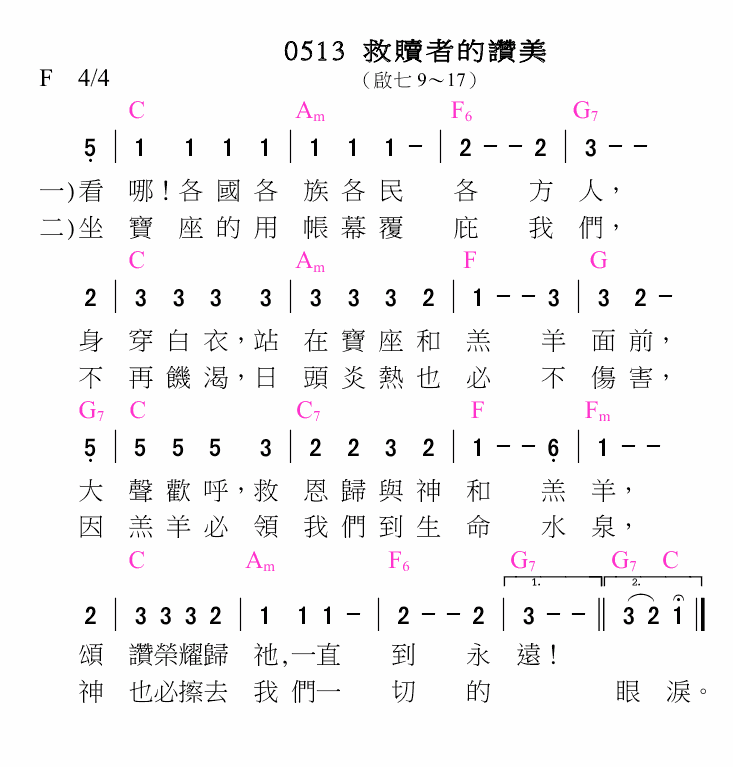 0513 救贖者的讚美
F 4/4 （啟七 9～17）
C Am F6 G7
5̣ | 1 1 1 1 | 1 1 1 - | 2 - - 2 | 3 - -
一)看 哪！各 國 各 族 各 民 各 方 人，
二)坐 寶 座 的 用 帳 幕 覆 庇 我 們，
C Am F G
2 | 3 3 3 3 | 3 3 3 2 | 1 - - 3 | 3 2 -
身 穿 白 衣，站 在 寶 座 和 羔 羊 面 前，
不 再 饑 渴，日 頭 炎 熱 也 必 不 傷 害，
G7 C C7 F Fm
5̣ | 5 5 5 3 | 2 2 3 2 | 1 - - 6̣ | 1 - -
大 聲 歡 呼，救 恩 歸 與 神 和 羔 羊，
因 羔 羊 必 領 我 們 到 生 命 水 泉，
C Am F6 G7 G7 C
1. 2.
2 | 3 3 3 2 | 1 1 1 - | 2 - - 2 | 3 - - || 3 2 1̇ ||
頌 讚榮耀歸 祂,一直 到 永 遠！
神 也必擦去 我 們一 切 的 眼 淚。